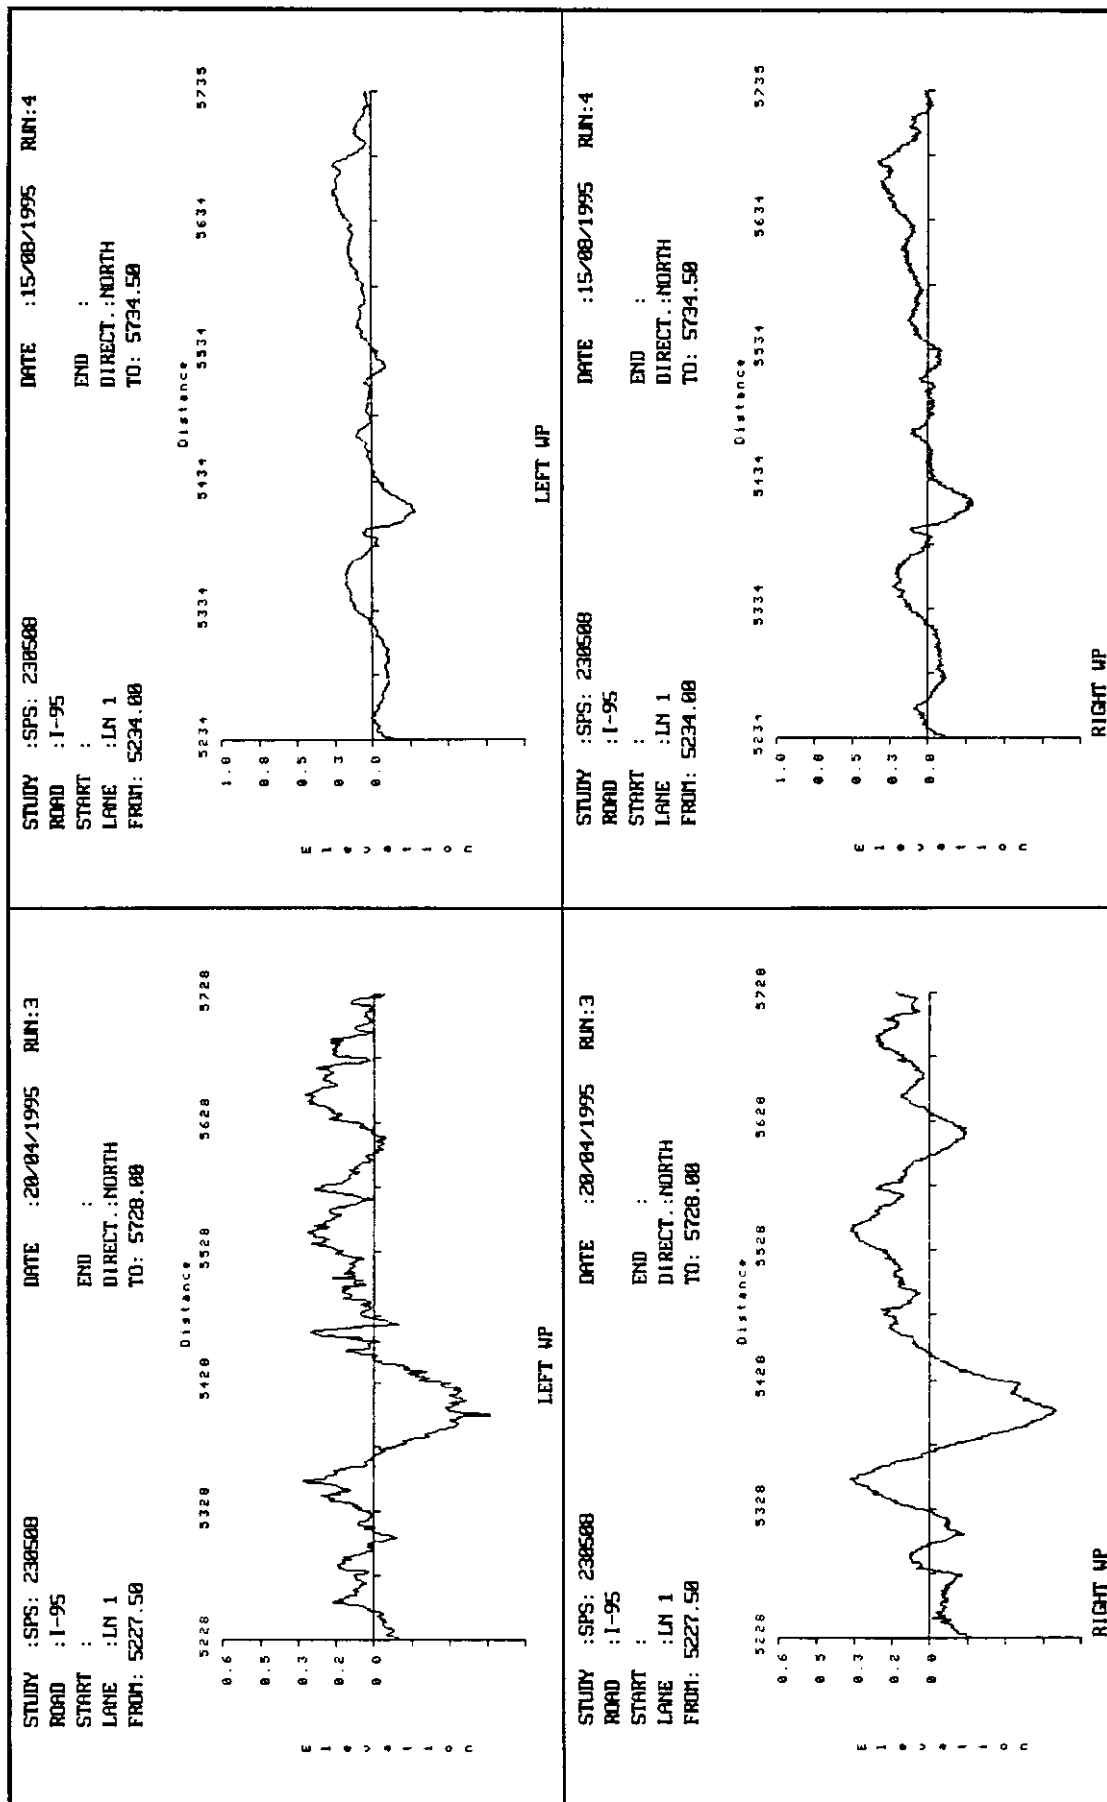 STUDY :SPS: 230508 DATE :20/04/1995 RUN:3
ROAD :I-95
START : END :
LANE :LN 1 DIRECT.:NORTH
FROM: 5227.50 TO: 5728.00
Distance
5228 5328 5428 5528 5628 5728
0.6
0.3
0.2
0
Elevation
LEFT WP
STUDY :SPS: 230508 DATE :15/08/1995 RUN:4
ROAD :I-95
START : END :
LANE :LN 1 DIRECT.:NORTH
FROM: 5234.00 TO: 5734.50
Distance
5234 5334 5434 5534 5634 5735
1.0
0.8
0.5
0.3
0.0
Elevation
LEFT WP
STUDY :SPS: 230508 DATE :20/04/1995 RUN:3
ROAD :I-95
START : END :
LANE :LN 1 DIRECT.:NORTH
FROM: 5227.50 TO: 5728.00
Distance
5228 5328 5428 5528 5628 5728
0.6
0.5
0.3
0.2
0.0
Elevation
RIGHT WP
STUDY :SPS: 230508 DATE :15/08/1995 RUN:4
ROAD :I-95
START : END :
LANE :LN 1 DIRECT.:NORTH
FROM: 5234.00 TO: 5734.50
Distance
5234 5334 5434 5534 5634 5735
1.0
0.8
0.5
0.3
0.0
Elevation
RIGHT WP